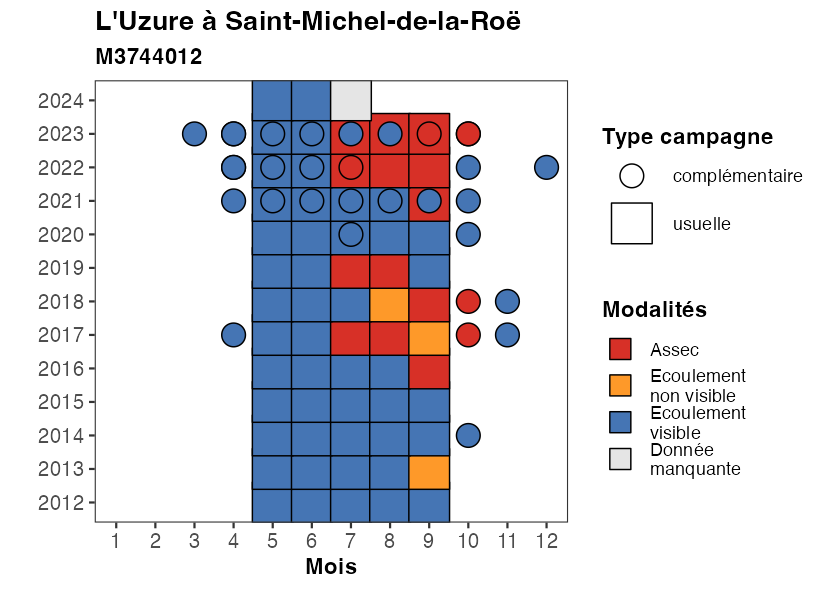 L'Uzure à Saint-Michel-de-la-Roë
M3744012
2024
2023
2022
2021
2020
2019
2018
2017
2016
2015
2014
2013
2012
1 2 3 4 5 6 7 8 9 10 11 12
Mois
Type campagne
complémentaire
usuelle
Modalités
Assec
Ecoulement
non visible
Ecoulement
visible
Donnée
manquante